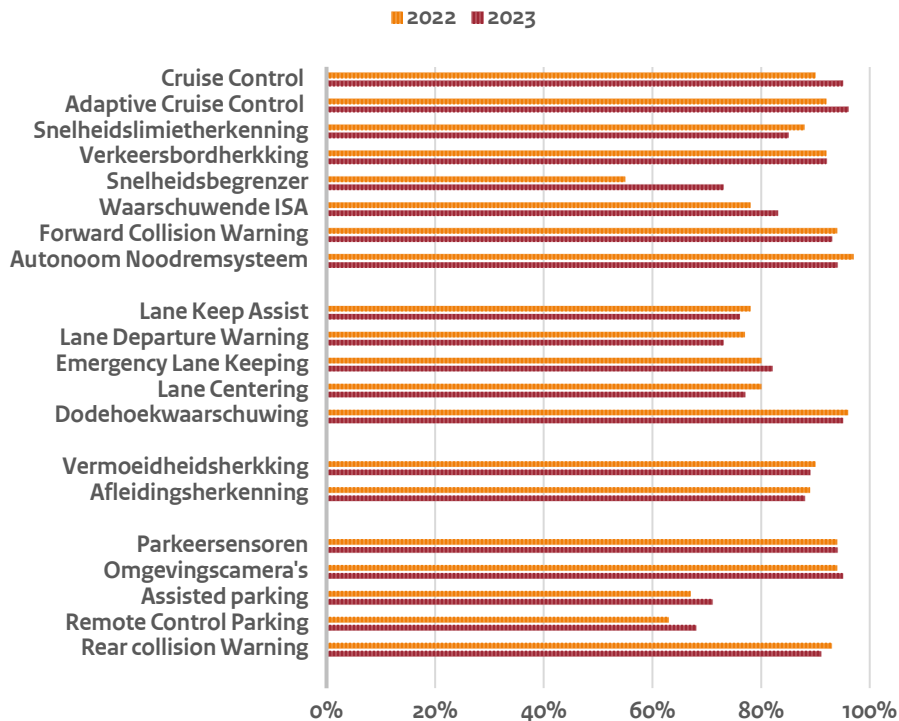 2022 2023
Cruise Control
Adaptive Cruise Control
Snelheidslimietherkenning
Verkeersbordherkking
Snelheidsbegrenzer
Waarschuwende ISA
Forward Collision Warning
Autonoom Noodremsysteem
Lane Keep Assist
Lane Departure Warning
Emergency Lane Keeping
Lane Centering
Dodehoekwaarschuwing
Vermoeidheidsherkking
Afleidingsherkenning
Parkeersensoren
Omgevingscamera's
Assisted parking
Remote Control Parking
Rear collision Warning
0% 20% 40% 60% 80% 100%